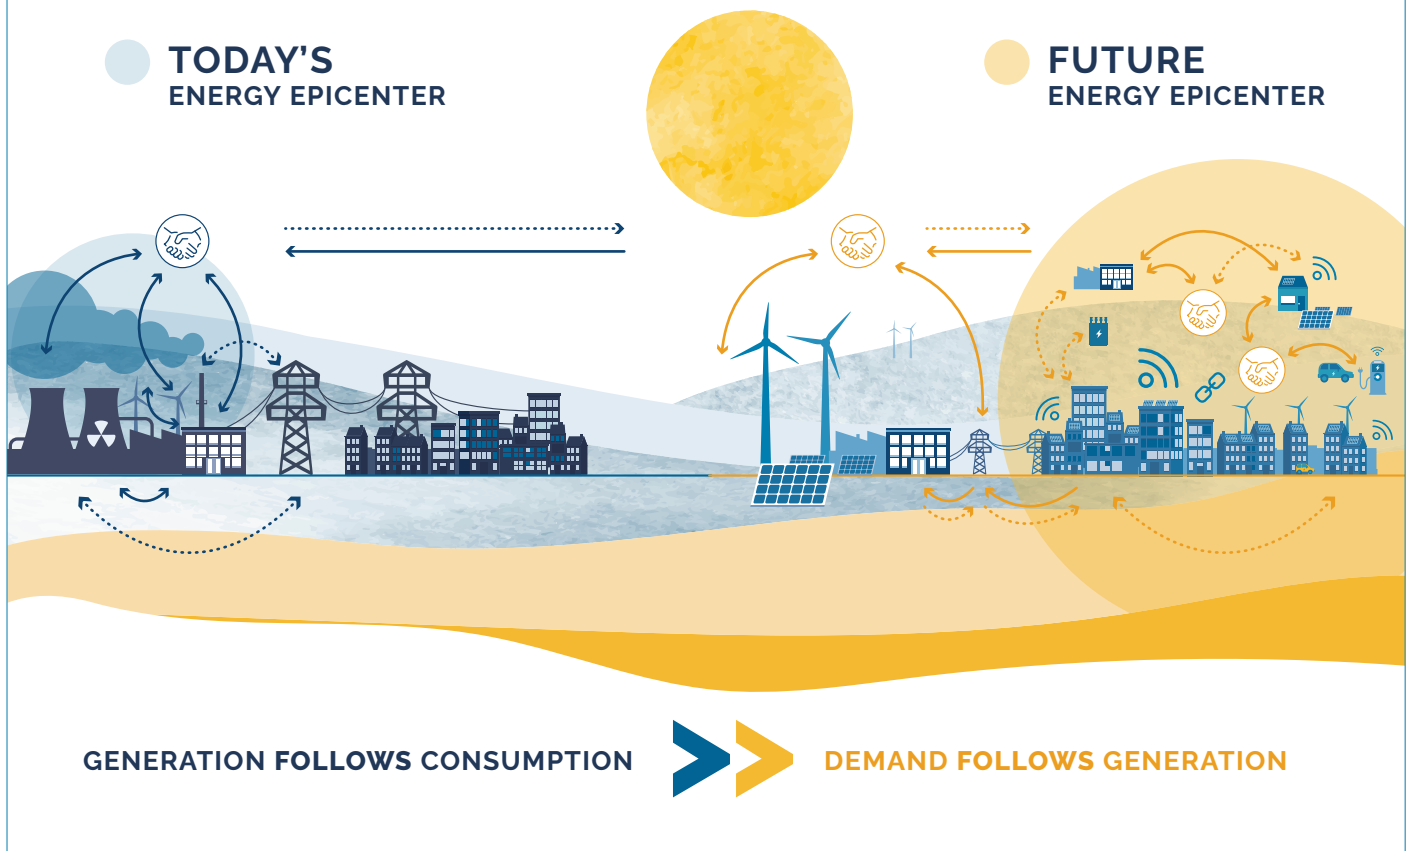 TODAY’S
ENERGY EPICENTER
FUTURE
ENERGY EPICENTER
GENERATION FOLLOWS CONSUMPTION
DEMAND FOLLOWS GENERATION